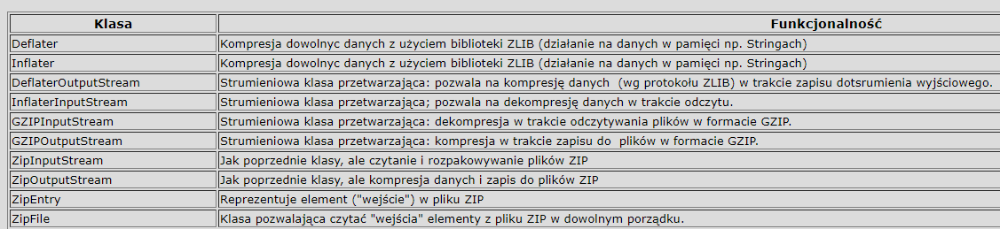 Klasa Funkcjonalność
Deflater Kompresja dowolnyc danych z użyciem biblioteki ZLIB (działanie na danych w pamięci np. Stringach)
Inflater Kompresja dowolnyc danych z użyciem biblioteki ZLIB (działanie na danych w pamięci np. Stringach)
DeflaterOutputStream Strumieniowa klasa przetwarzająca: pozwala na kompresję danych  (wg protokołu ZLIB) w trakcie zapisu dotsrumienia wyjściowego.
InflaterInputStream Strumieniowa klasa przetwarzająca; pozwala na dekompresję danych w trakcie odczytu.
GZIPInputStream Strumieniowa klasa przetwarzająca: dekompresja w trakcie odczytywania plików w formacie GZIP.
GZIPOutputStream Strumieniowa klasa przetwarzająca: kompresja w trakcie zapisu do  plików w formacie GZIP.
ZipInputStream Jak poprzednie klasy, ale czytanie i rozpakowywanie plików ZIP
ZipOutputStream Jak poprzednie klasy, ale kompresja danych i zapis do plików ZIP
ZipEntry Reprezentuje element ("wejście") w pliku ZIP
ZipFile Klasa pozwalająca czytać "wejścia" elementy z pliku ZIP w dowolnym porządku.